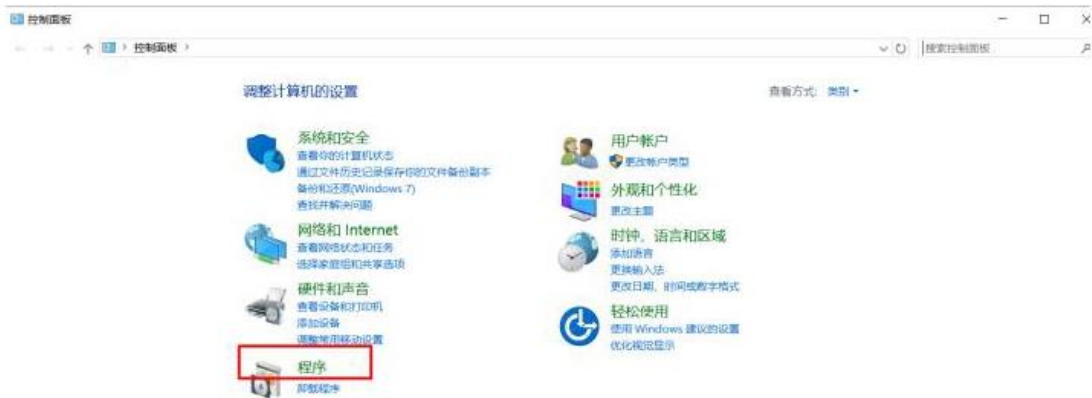 控制面板
控制面板
搜索控制面板
调整计算机的设置
查看方式: 类别
系统和安全
查看你的计算机状态
通过文件历史记录保存你的文件备份副本
备份和还原(Windows 7)
查找并解决问题
网络和 Internet
查看网络状态和任务
选择家庭组和共享选项
硬件和声音
查看设备和打印机
添加设备
调整常用移动设置
程序
卸载程序
用户帐户
更改帐户类型
外观和个性化
更改主题
时钟、语言和区域
添加语言
更换输入法
更改日期、时间或数字格式
轻松使用
使用 Windows 建议的设置
优化视觉显示